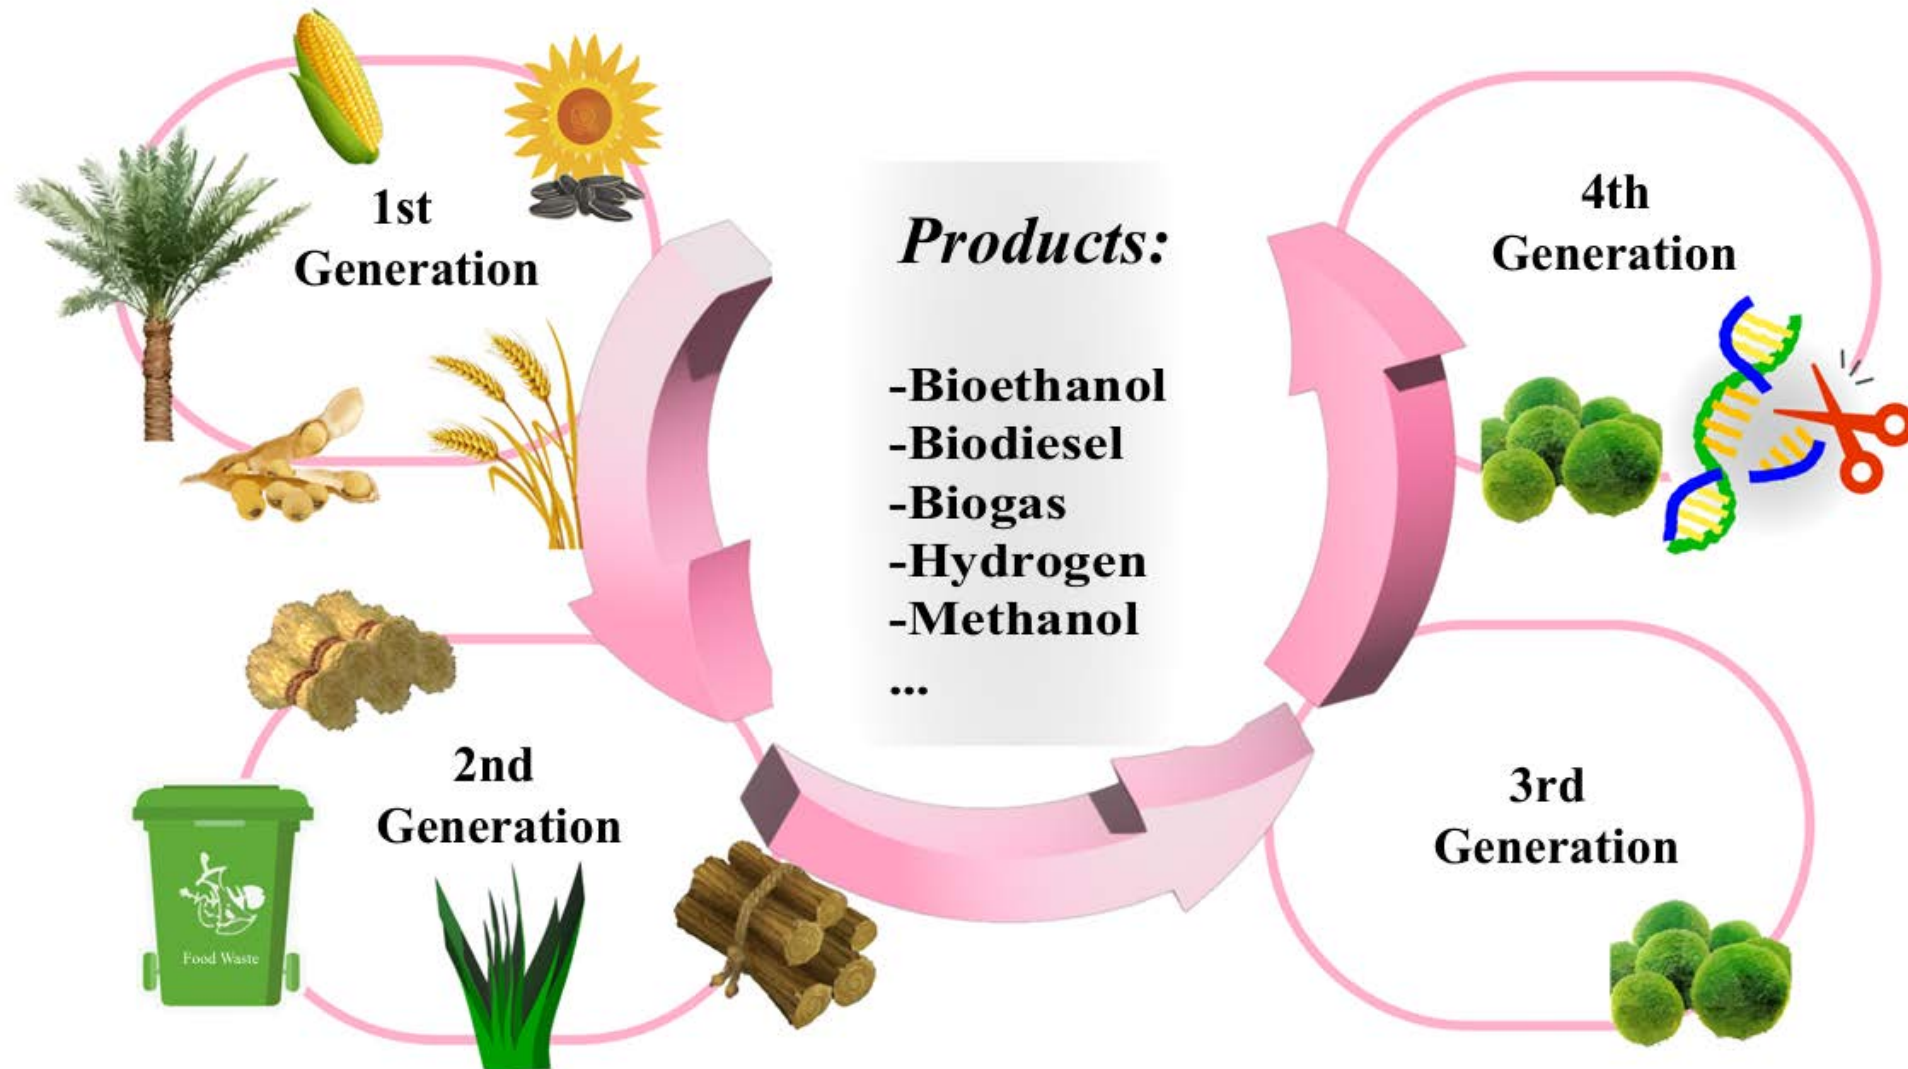 1st
Generation
Products:
-Bioethanol
-Biodiesel
-Biogas
-Hydrogen
-Methanol
...
4th
Generation
2nd
Generation
Food Waste
3rd
Generation